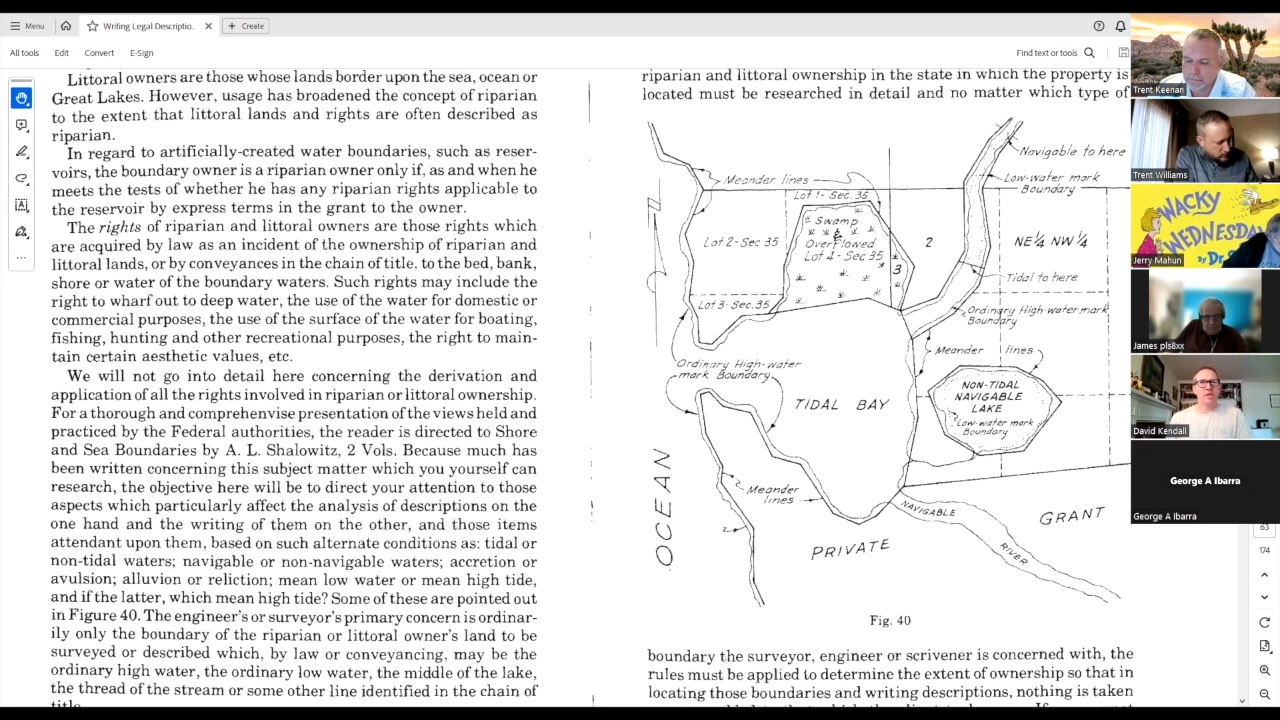 Menu
Writing Legal Descriptio...
Create
All tools
Edit
Convert
E-Sign
Find text or tools
Littoral owners are those whose lands border upon the sea, ocean or
Great Lakes. However, usage has broadened the concept of riparian
to the extent that littoral lands and rights are often described as
riparian.
In regard to artificially-created water boundaries, such as reser-
voirs, the boundary owner is a riparian owner only if, as and when he
meets the tests of whether he has any riparian rights applicable to
the reservoir by express terms in the grant to the owner.
The rights of riparian and littoral owners are those rights which
are acquired by law as an incident of the ownership of riparian and
littoral lands, or by conveyances in the chain of title, to the bed, bank,
shore or water of the boundary waters. Such rights may include the
right to wharf out to deep water, the use of the water for domestic or
commercial purposes, the use of the surface of the water for boating,
fishing, hunting and other recreational purposes, the right to main-
tain certain aesthetic values, etc.
We will not go into detail here concerning the derivation and
application of all the rights involved in riparian or littoral ownership.
For a thorough and comprehenvise presentation of the views held and
practiced by the Federal authorities, the reader is directed to Shore
and Sea Boundaries by A. L. Shalowitz, 2 Vols. Because much has
been written concerning this subject matter which you yourself can
research, the objective here will be to direct your attention to those
aspects which particularly affect the analysis of descriptions on the
one hand and the writing of them on the other, and these items
attendant upon them, based on such alternate conditions as: tidal or
non-tidal waters; navigable or non-navigable waters; accretion or
avulsion; alluvion or reliction; mean low water or mean high tide,
and if the latter, which mean high tide? Some of these are pointed out
in Figure 40. The engineer's or surveyor's primary concern is ordinar-
ily only the boundary of the riparian or littoral owner's land to be
surveyed or described which, by law or conveyancing, may be the
ordinary high water, the ordinary low water, the middle of the lake,
the thread of the stream or some other line identified in the chain of
title.
riparian and littoral ownership in the state in which the property is
located must be researched in detail and no matter which type of
Navigable to here
Low-water mark
Boundary
Meander lines
Lot 1-Sec. 35
Swamp
&
Overflowed
Lot 4-Sec 35
Lot 2-Sec 35
2
NE¼ NW¼
3
Tidal to here
Lot 3-Sec. 35
Ordinary High-water mark
Boundary
Meander lines
Ordinary High-water
mark Boundary
NON-TIDAL
NAVIGABLE
LAKE
Low-water mark
Boundary
TIDAL BAY
OCEAN
Meander
lines
NAVIGABLE
RIVER
GRANT
PRIVATE
Fig. 40
boundary the surveyor, engineer or scrivener is concerned with, the
rules must be applied to determine the extent of ownership so that in
locating those boundaries and writing descriptions, nothing is taken
Trent Keenan
Trent Williams
WACKY
WEDNESDAY
By Dr. S
Jerry Mahun
James pls8xx
David Kendall
George A Ibarra
George A Ibarra
53
174